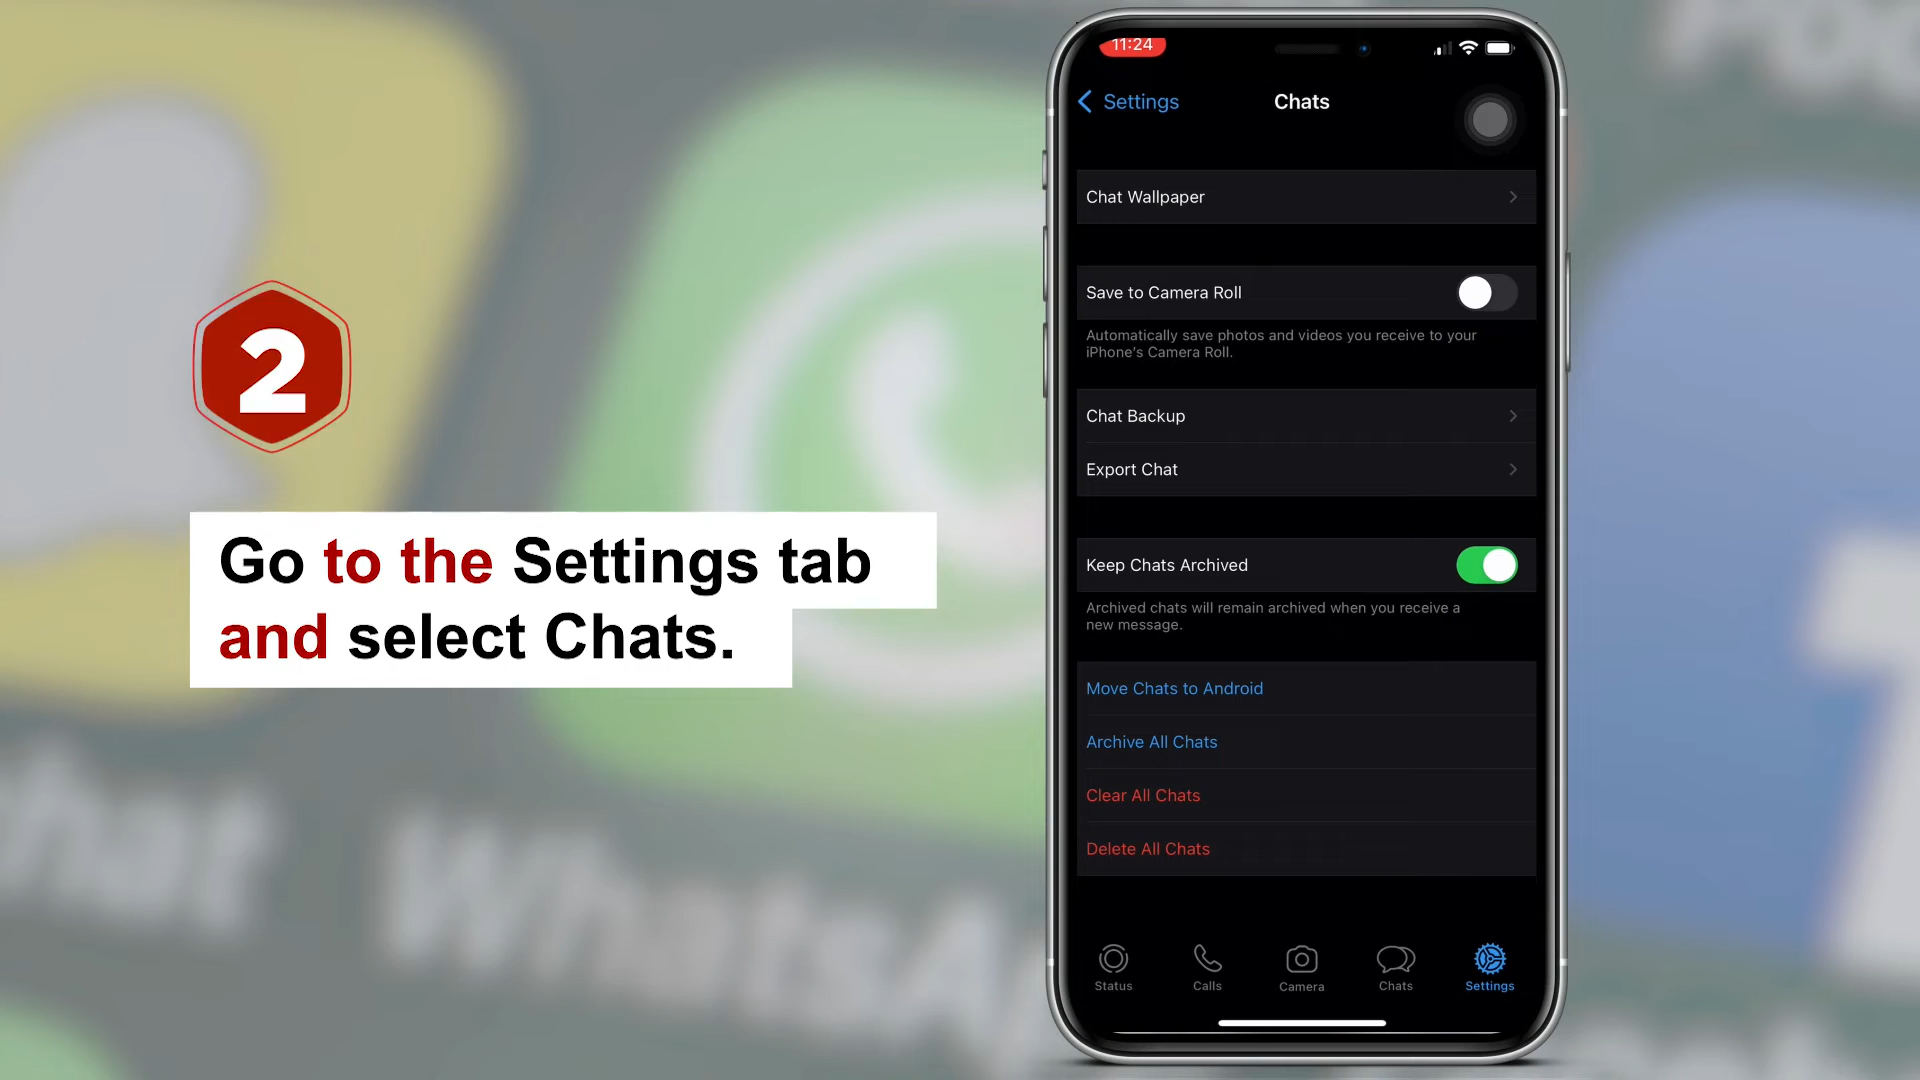 2
Go to the Settings tab
and select Chats.
11:24
Settings
Chats
Chat Wallpaper
Save to Camera Roll
Automatically save photos and videos you receive to your
iPhone's Camera Roll.
Chat Backup
Export Chat
Keep Chats Archived
Archived chats will remain archived when you receive a
new message.
Move Chats to Android
Archive All Chats
Clear All Chats
Delete All Chats
Status
Calls
Camera
Chats
Settings
hat
WhatsA